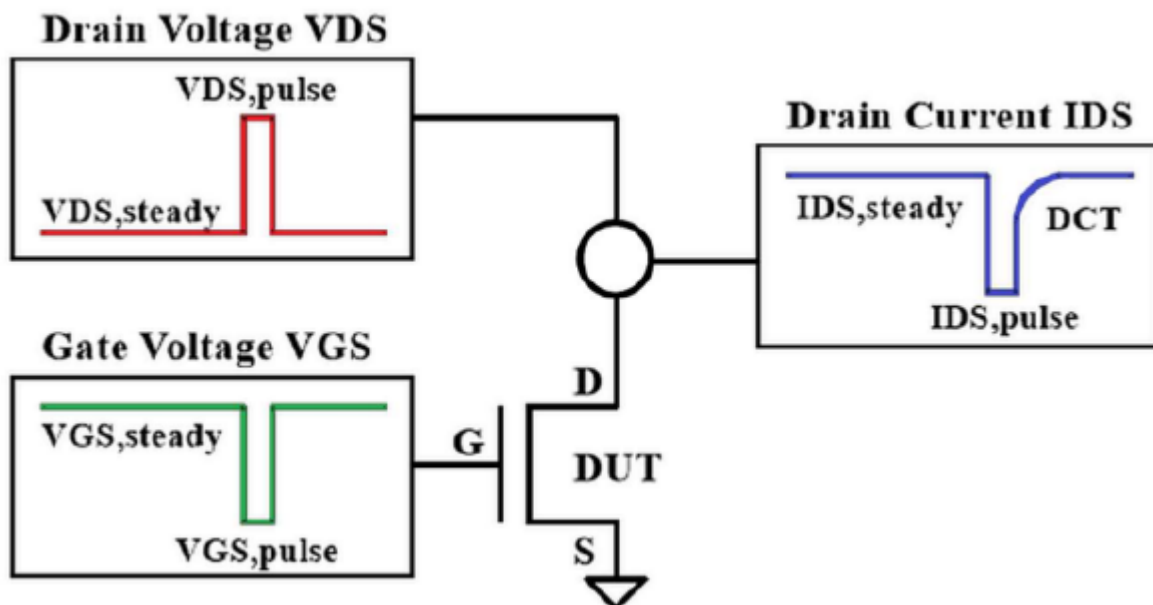 Drain Voltage VDS
VDS,pulse
VDS,steady
Drain Current IDS
IDS,steady
DCT
IDS,pulse
Gate Voltage VGS
VGS,steady
VGS,pulse
D
G
DUT
S